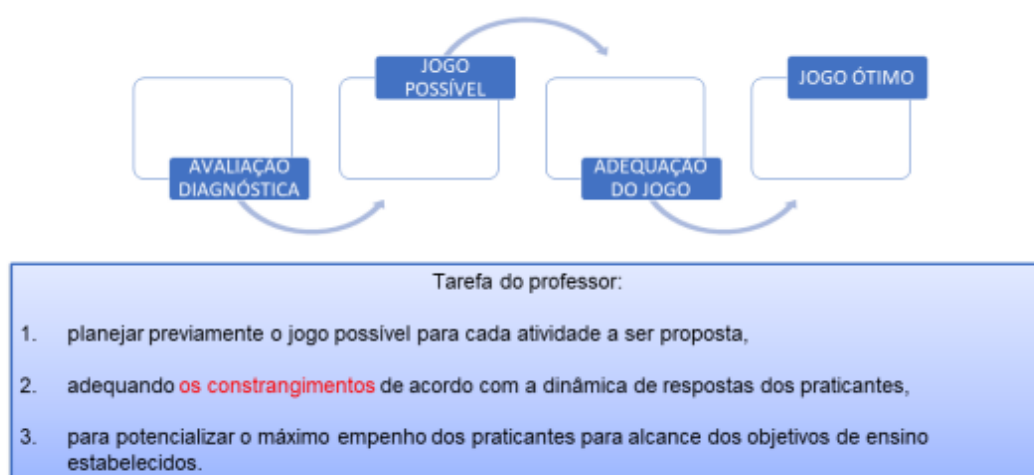 JOGO
POSSÍVEL
JOGO ÓTIMO
AVALIAÇÃO
DIAGNÓSTICA
ADEQUAÇÃO
DO JOGO
Tarefa do professor:
1. planejar previamente o jogo possível para cada atividade a ser proposta,
2. adequando os constrangimentos de acordo com a dinâmica de respostas dos praticantes,
3. para potencializar o máximo empenho dos praticantes para alcance dos objetivos de ensino
estabelecidos.